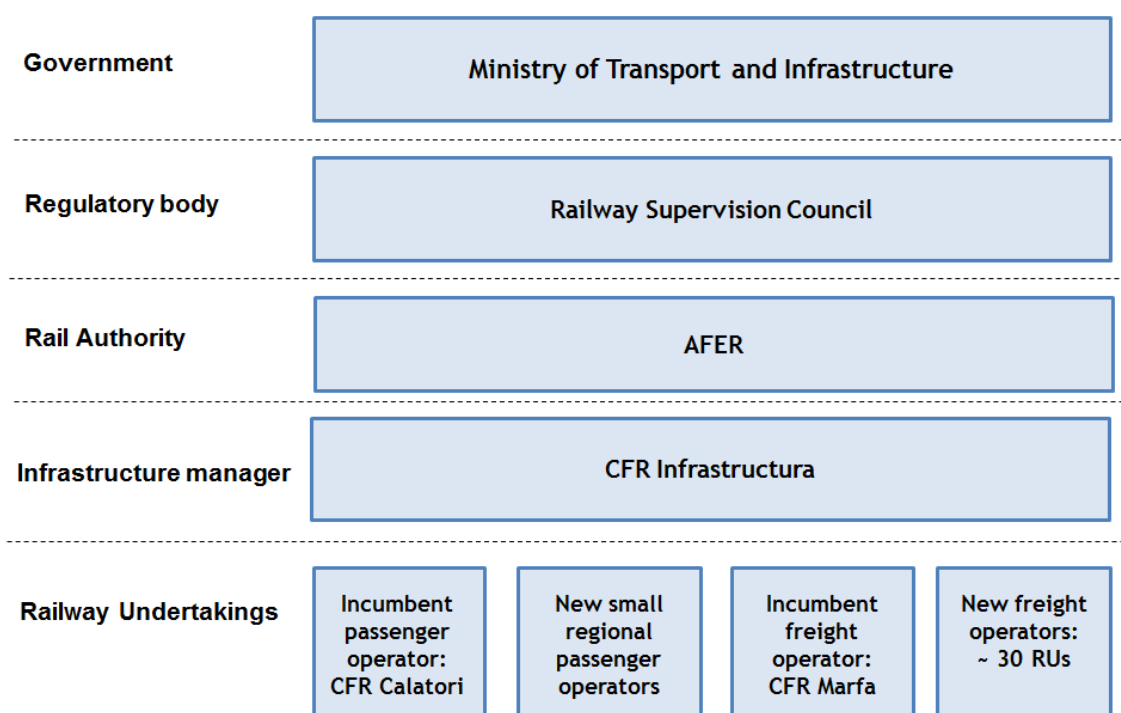 Government
Ministry of Transport and Infrastructure
Regulatory body
Railway Supervision Council
Rail Authority
AFER
Infrastructure manager
CFR Infrastructura
Railway Undertakings
Incumbent
passenger
operator:
CFR Calatori
New small
regional
passenger
operators
Incumbent
freight
operator:
CFR Marfa
New freight
operators:
~ 30 RUs